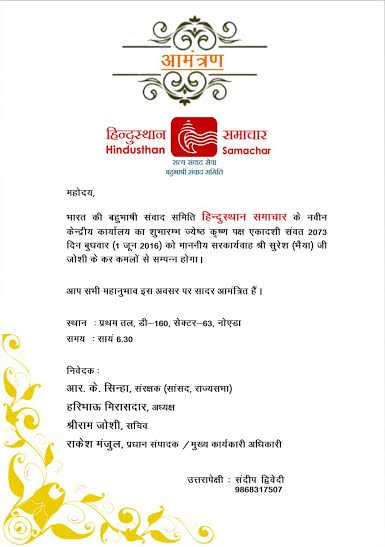 आमंत्रण
हिन्दुस्थान समाचार
Hindusthan Samachar
सत्य संवाद सेवा
बहुभाषी संवाद समिति
महोदय,
भारत की बहुभाषी संवाद समिति हिन्दुस्थान समाचार के नवीन
केन्द्रीय कार्यालय का शुभारम्भ ज्येष्ठ कृष्ण पक्ष एकादशी संवत 2073
दिन बुधवार (1 जून 2016) को माननीय सरकार्यवाह श्री सुरेश (भैया) जी
जोशी के कर कमलों से सम्पन्न होगा।
आप सभी महानुभाव इस अवसर पर सादर आमंत्रित हैं।
स्थान : प्रथम तल, डी–160, सेक्टर–63, नोएडा
समय : सायं 6.30
निवेदक :
आर. के. सिन्हा, संरक्षक (सांसद, राज्यसभा)
हरिभाऊ मिरासदार, अध्यक्ष
श्रीराम जोशी, सचिव
राकेश मंजुल, प्रधान संपादक / मुख्य कार्यकारी अधिकारी
उत्तरापेक्षी : संदीप द्विवेदी
9868317507